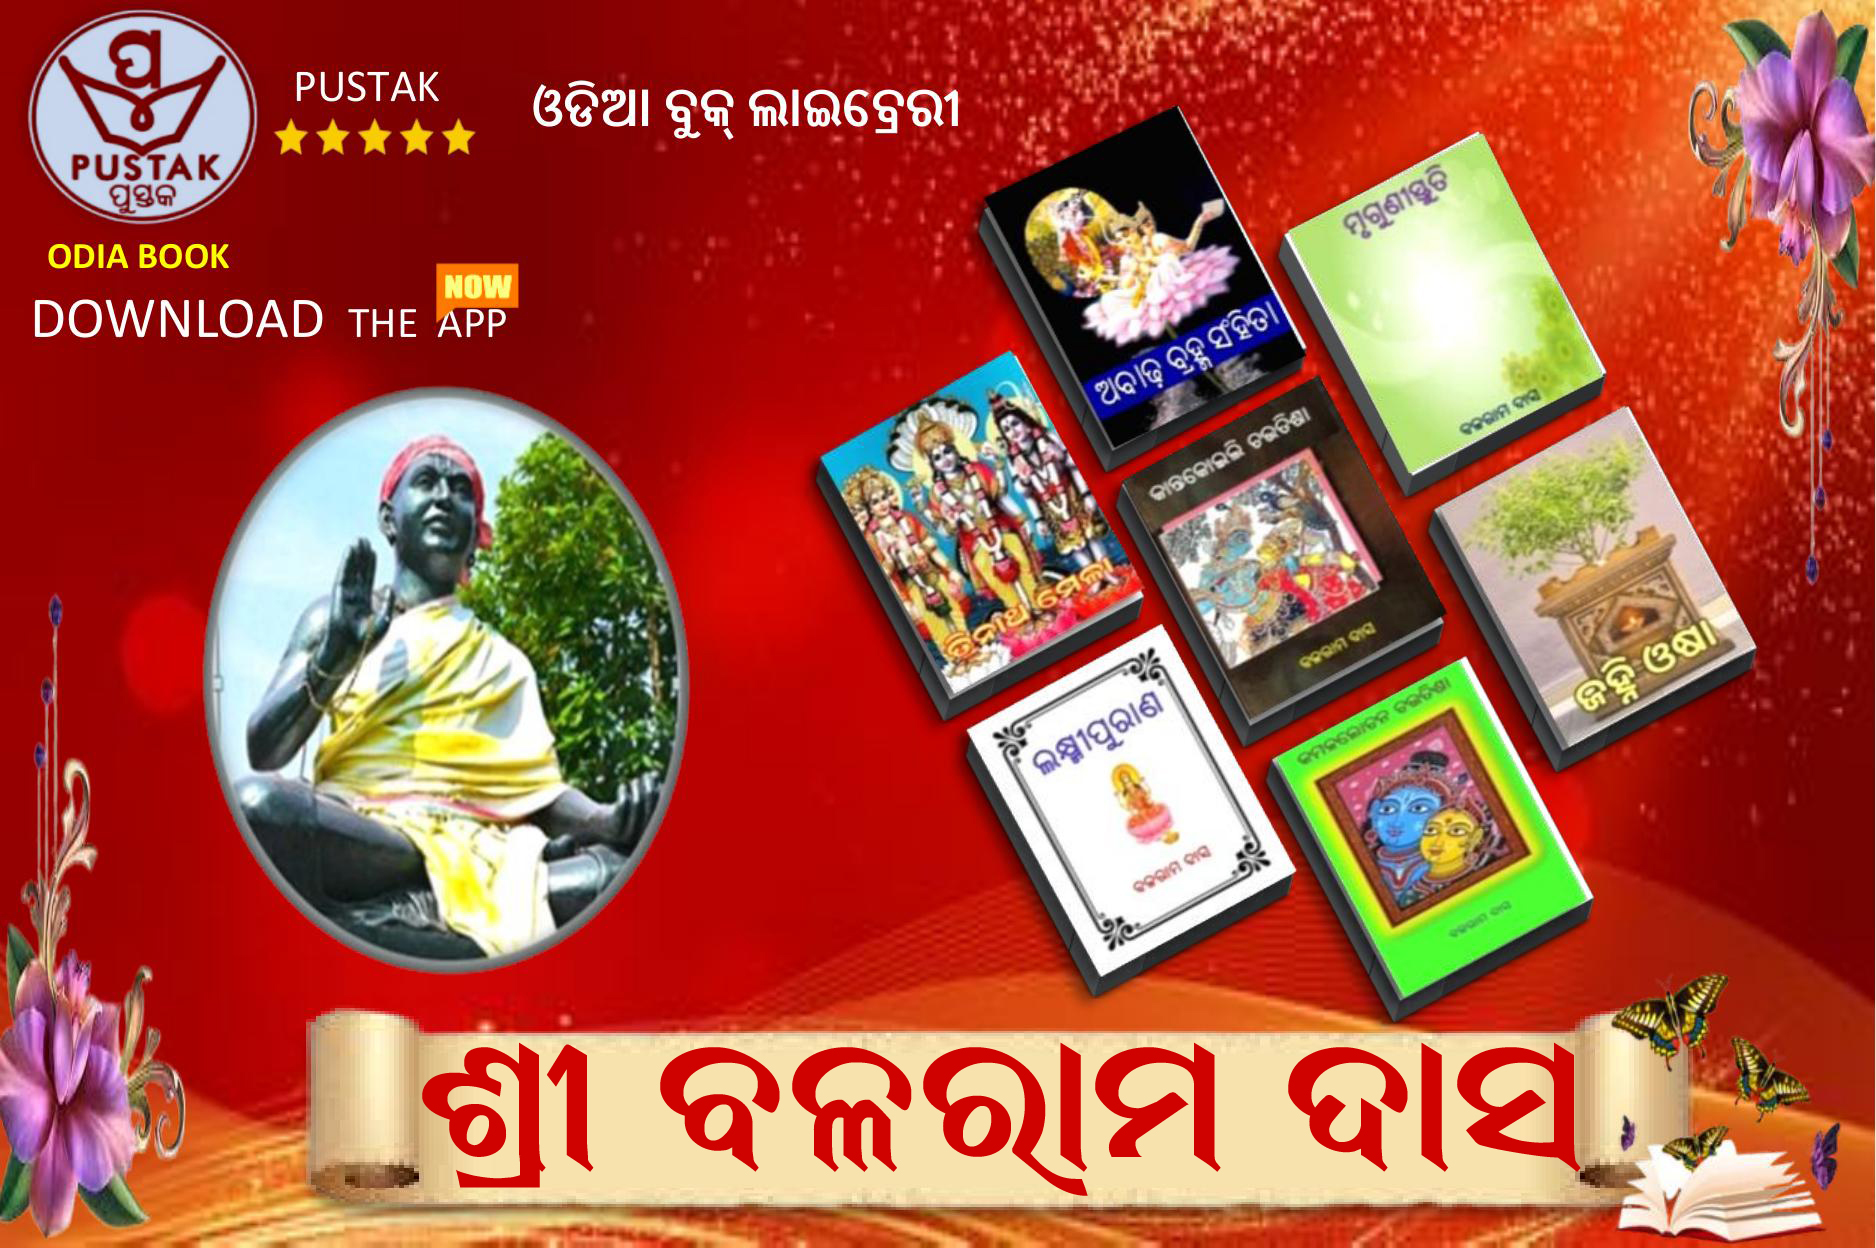 ପ
PUSTAK
ପୁସ୍ତକ
PUSTAK
ଓଡିଆ ବୁକ୍ ଲାଇବ୍ରେରୀ
ODIA BOOK
NOW
DOWNLOAD THE APP
ଅବାଢ଼ ବ୍ରହ୍ମ ସଂହିତା
ମୃଗୁଣୀସ୍ତୁତି
ବଳରାମ ଦାସ
ତ୍ରିନାଥ ମେଳା
କାନ୍ତକୋଇଲି ଚଉତିଶା
ବଳରାମ ଦାସ
ଜହ୍ନି ଓଷା
ଲକ୍ଷ୍ମୀପୁରାଣ
ବଳରାମ ଦାସ
କମଳଲୋଚନ ଚଉତିଶା
ବଳରାମ ଦାସ
ଶ୍ରୀ ବଳରାମ ଦାସ